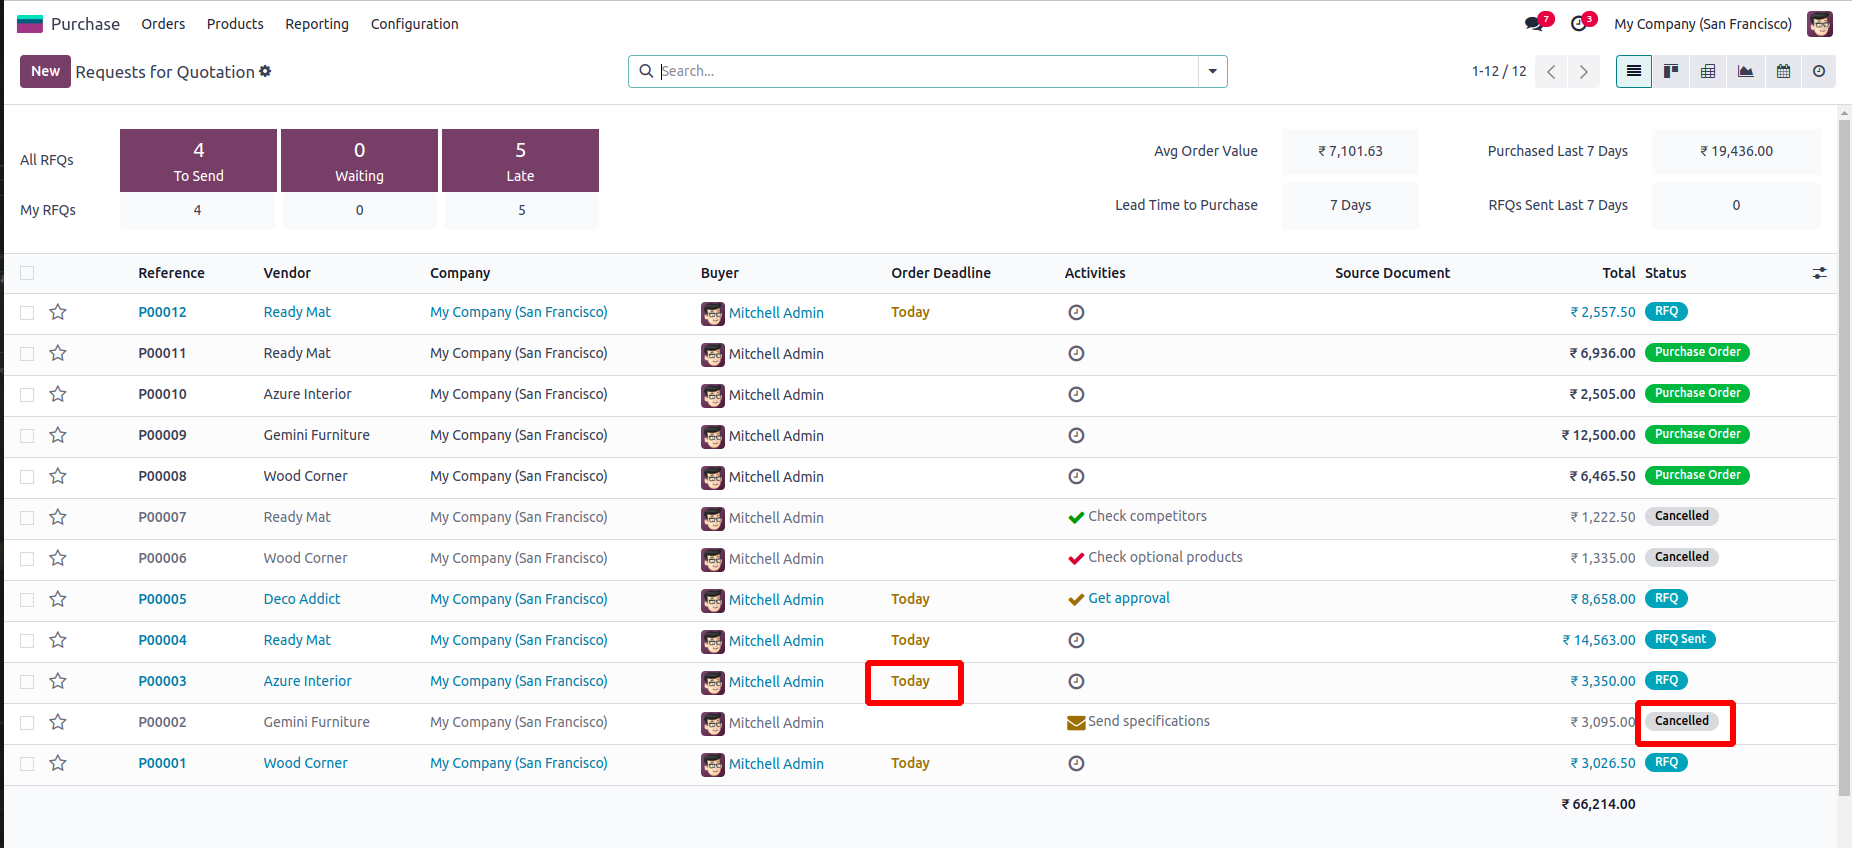 Purchase Orders Products Reporting Configuration 7 3 My Company (San Francisco)
New Requests for Quotation Search... 1-12 / 12
All RFQs 4 To Send 0 Waiting 5 Late Avg Order Value ₹ 7,101.63 Purchased Last 7 Days ₹ 19,436.00
My RFQs 4 0 5 Lead Time to Purchase 7 Days RFQs Sent Last 7 Days 0
Reference Vendor Company Buyer Order Deadline Activities Source Document Total Status
P00012 Ready Mat My Company (San Francisco) Mitchell Admin Today ₹ 2,557.50 RFQ
P00011 Ready Mat My Company (San Francisco) Mitchell Admin ₹ 6,936.00 Purchase Order
P00010 Azure Interior My Company (San Francisco) Mitchell Admin ₹ 2,505.00 Purchase Order
P00009 Gemini Furniture My Company (San Francisco) Mitchell Admin ₹ 12,500.00 Purchase Order
P00008 Wood Corner My Company (San Francisco) Mitchell Admin ₹ 6,465.50 Purchase Order
P00007 Ready Mat My Company (San Francisco) Mitchell Admin Check competitors ₹ 1,222.50 Cancelled
P00006 Wood Corner My Company (San Francisco) Mitchell Admin Check optional products ₹ 1,335.00 Cancelled
P00005 Deco Addict My Company (San Francisco) Mitchell Admin Today Get approval ₹ 8,658.00 RFQ
P00004 Ready Mat My Company (San Francisco) Mitchell Admin Today ₹ 14,563.00 RFQ Sent
P00003 Azure Interior My Company (San Francisco) Mitchell Admin Today ₹ 3,350.00 RFQ
P00002 Gemini Furniture My Company (San Francisco) Mitchell Admin Send specifications ₹ 3,095.00 Cancelled
P00001 Wood Corner My Company (San Francisco) Mitchell Admin Today ₹ 3,026.50 RFQ
₹ 66,214.00